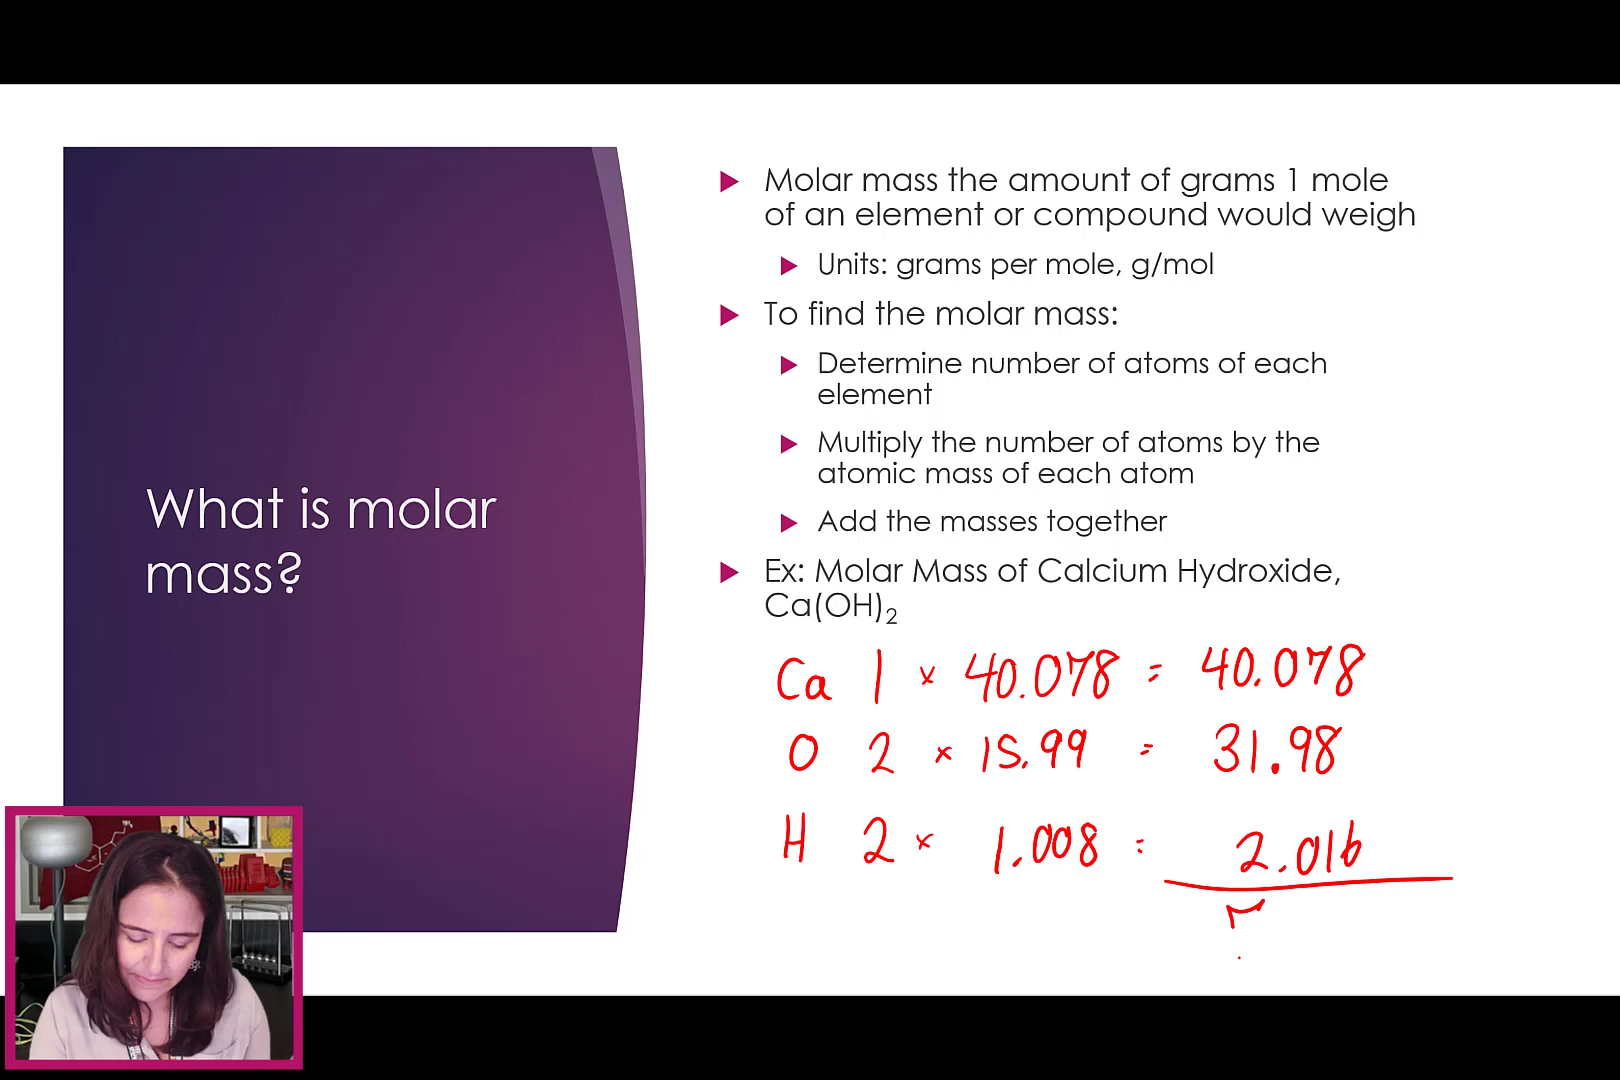 What is molar
mass?
Molar mass the amount of grams 1 mole
of an element or compound would weigh
Units: grams per mole, g/mol
To find the molar mass:
Determine number of atoms of each
element
Multiply the number of atoms by the
atomic mass of each atom
Add the masses together
Ex: Molar Mass of Calcium Hydroxide,
Ca(OH)₂
Ca 1 × 40.078 = 40.078
O 2 × 15.99 = 31.98
H 2 × 1.008 = 2.016